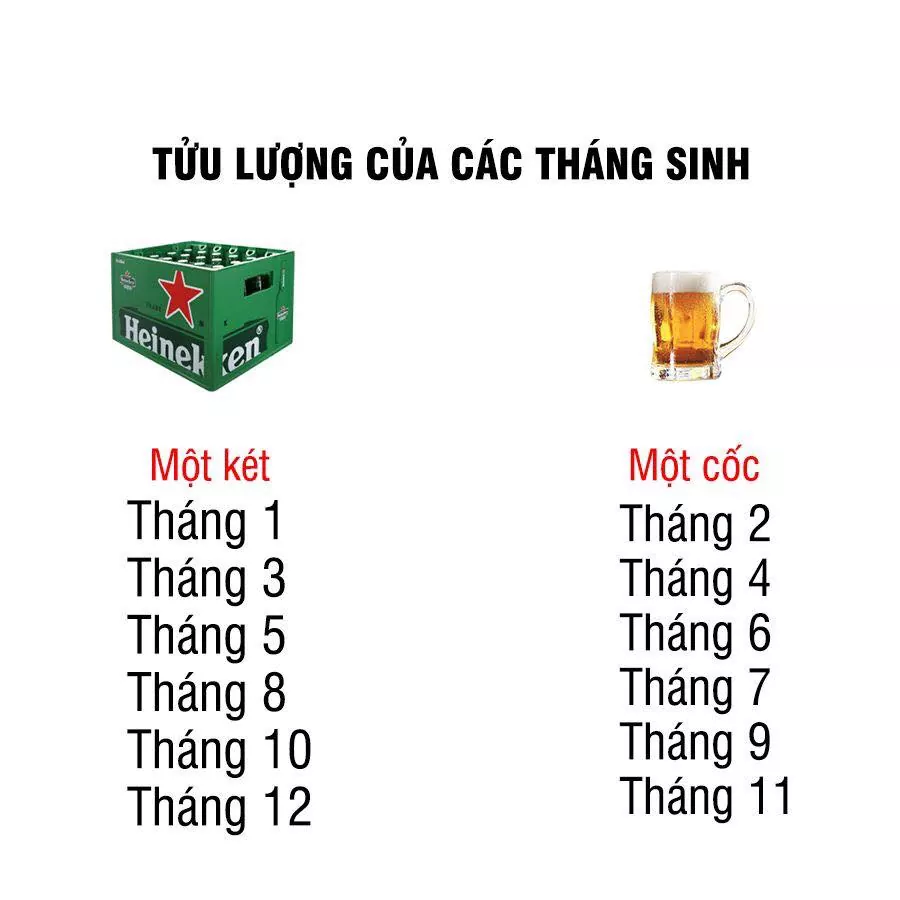 TỬU LƯỢNG CỦA CÁC THÁNG SINH
Heineken
Một két
Tháng 1
Tháng 3
Tháng 5
Tháng 8
Tháng 10
Tháng 12
Một cốc
Tháng 2
Tháng 4
Tháng 6
Tháng 7
Tháng 9
Tháng 11